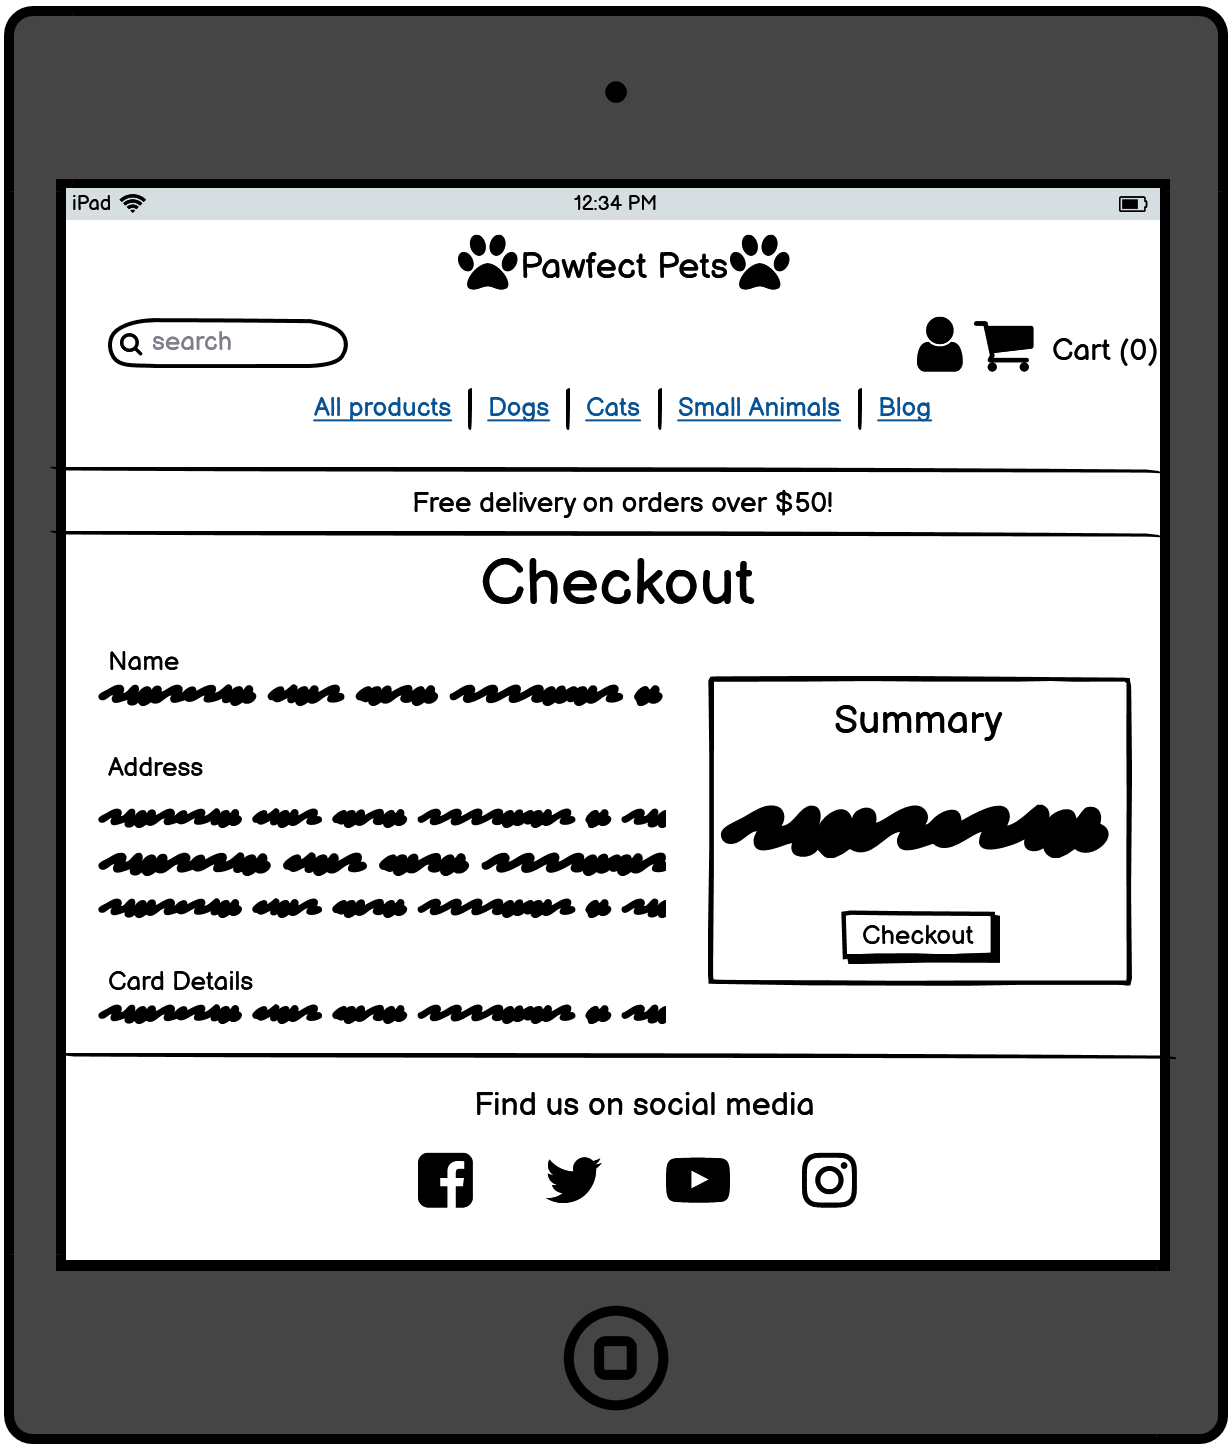 iPad 12:34 PM
Pawfect Pets
search
Cart (0)
All products Dogs Cats Small Animals Blog
Free delivery on orders over $50!
Checkout
Name
Address
Card Details
Summary
Checkout
Find us on social media